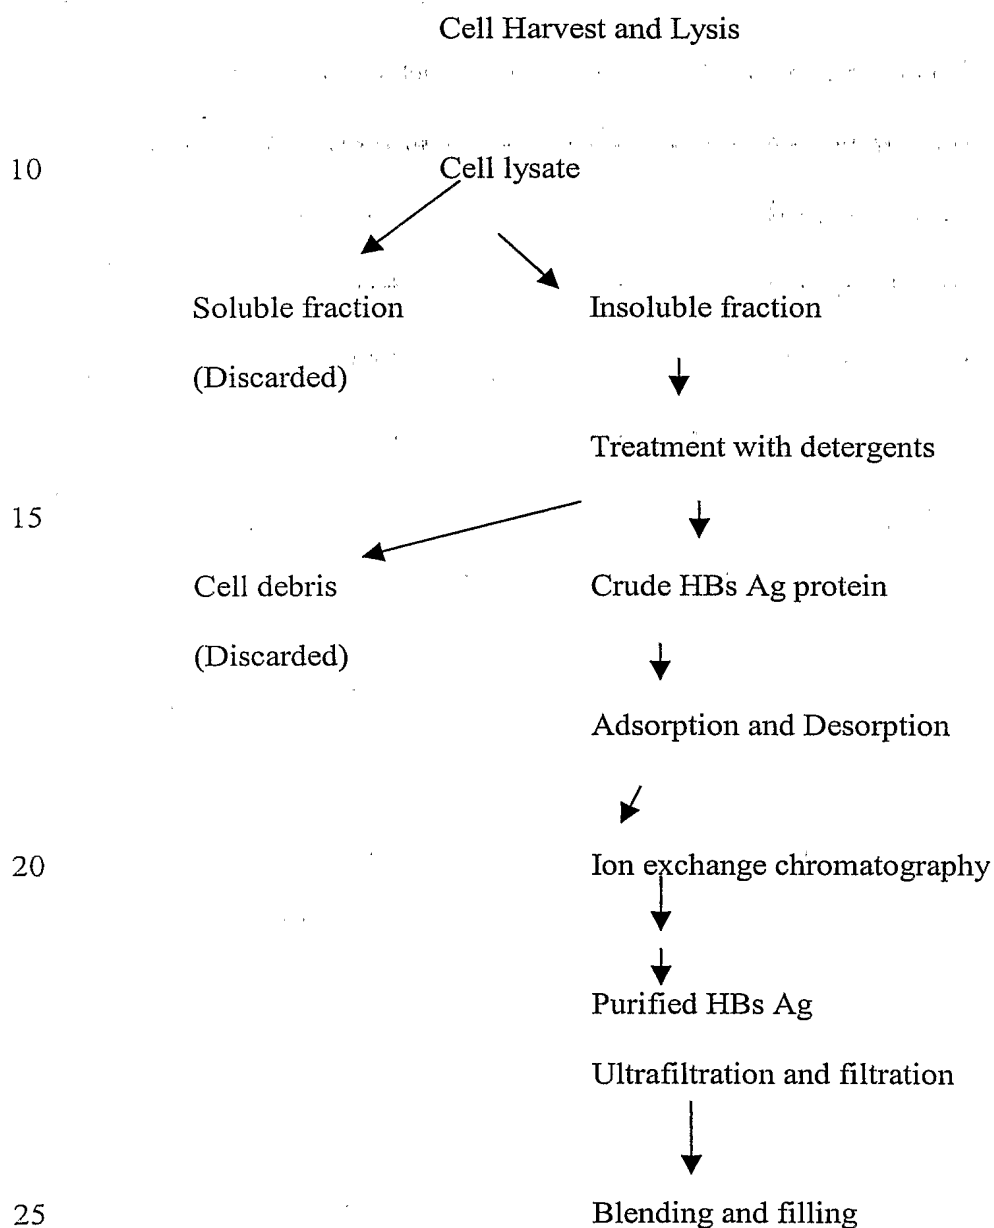 Cell Harvest and Lysis
10 Cell lysate
Soluble fraction Insoluble fraction
(Discarded)
Treatment with detergents
15
Cell debris Crude HBs Ag protein
(Discarded)
Adsorption and Desorption
20 Ion exchange chromatography
Purified HBs Ag
Ultrafiltration and filtration
25 Blending and filling